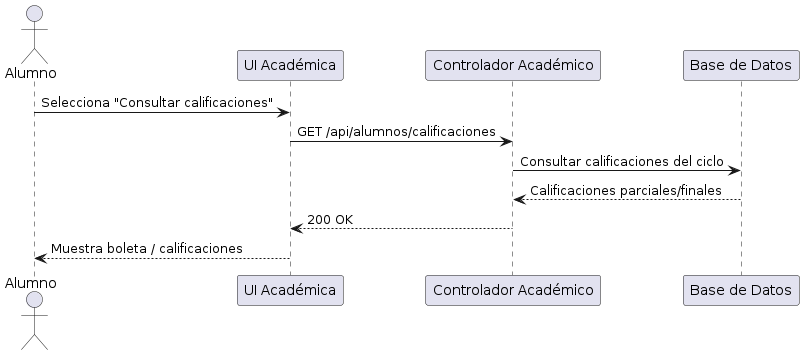 Alumno
UI Académica
Controlador Académico
Base de Datos
Selecciona "Consultar calificaciones"
GET /api/alumnos/calificaciones
Consultar calificaciones del ciclo
Calificaciones parciales/finales
200 OK
Muestra boleta / calificaciones
Alumno
UI Académica
Controlador Académico
Base de Datos